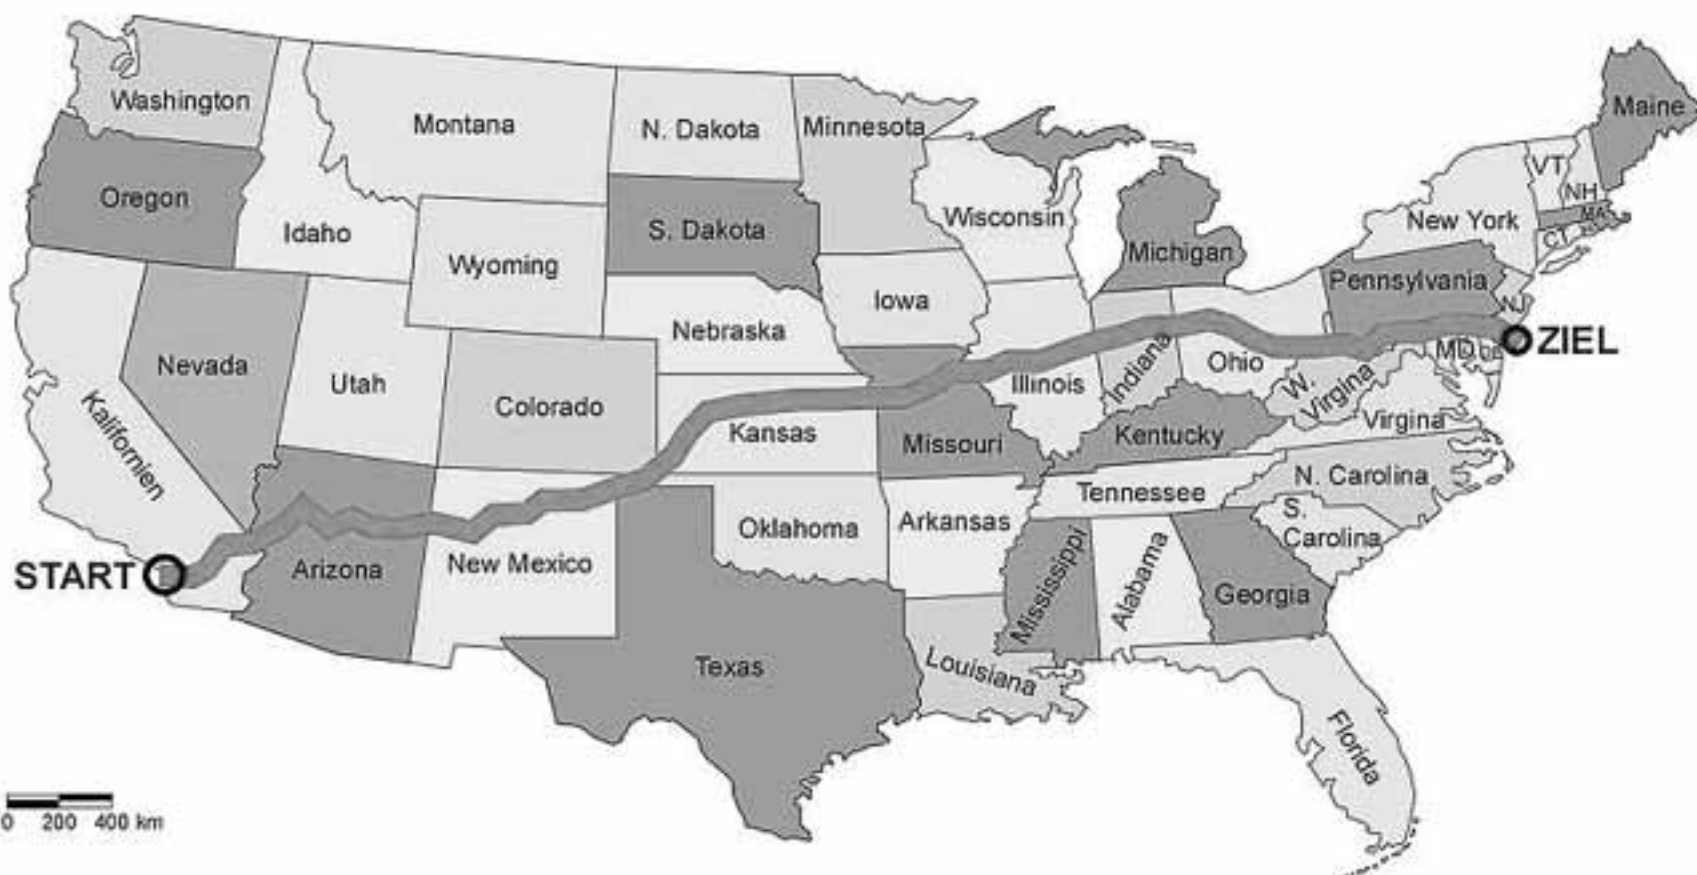 Washington
Montana
N. Dakota
Minnesota
Maine
Oregon
Idaho
Wyoming
S. Dakota
Wisconsin
Michigan
New York
VT
NH
MA
CT
Pennsylvania
NJ
Nevada
Utah
Colorado
Nebraska
Iowa
Illinois
Indiana
Ohio
W.
Virgina
MD
ZIEL
Kalifornien
Kansas
Missouri
Kentucky
Virgina
Tennessee
N. Carolina
S.
Carolina
START
Arizona
New Mexico
Oklahoma
Arkansas
Mississippi
Alabama
Georgia
Texas
Louisiana
Florida
0 200 400 km